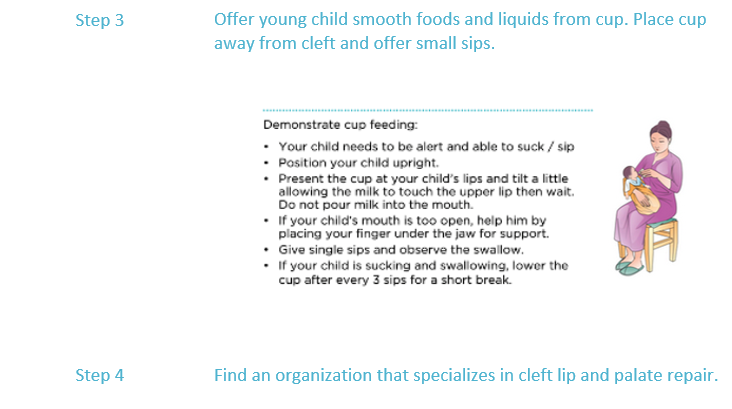 Step 3
Offer young child smooth foods and liquids from cup. Place cup
away from cleft and offer small sips.
Demonstrate cup feeding:
• Your child needs to be alert and able to suck / sip
• Position your child upright.
• Present the cup at your child's lips and tilt a little
allowing the milk to touch the upper lip then wait.
Do not pour milk into the mouth.
• If your child's mouth is too open, help him by
placing your finger under the jaw for support.
• Give single sips and observe the swallow.
• If your child is sucking and swallowing, lower the
cup after every 3 sips for a short break.
Step 4
Find an organization that specializes in cleft lip and palate repair.